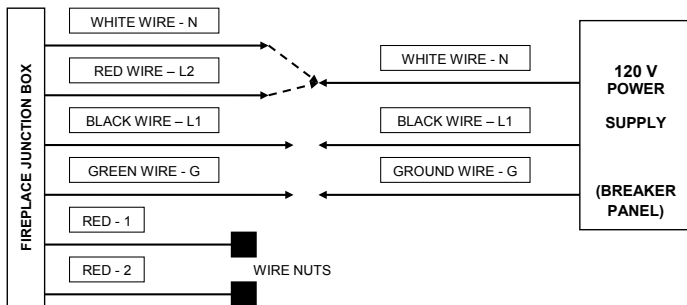 WHITE WIRE - N
RED WIRE – L2
BLACK WIRE – L1
GREEN WIRE - G
RED - 1
RED - 2
FIREPLACE JUNCTION BOX
WIRE NUTS
WHITE WIRE - N
BLACK WIRE – L1
GROUND WIRE - G
120 V
POWER
SUPPLY
(BREAKER
PANEL)